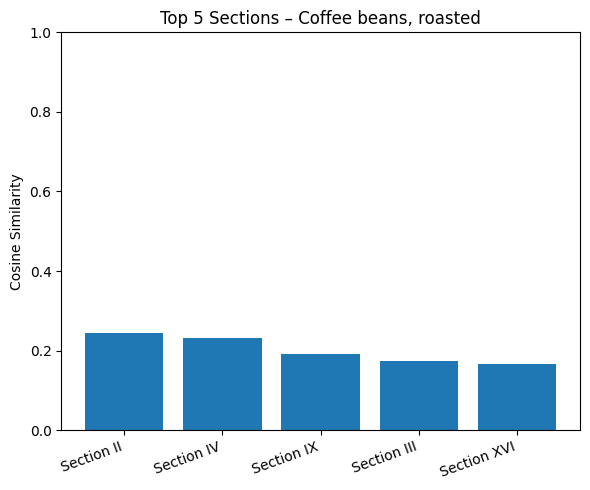 Top 5 Sections – Coffee beans, roasted
Cosine Similarity
1.0
0.8
0.6
0.4
0.2
0.0
Section II
Section IV
Section IX
Section III
Section XVI